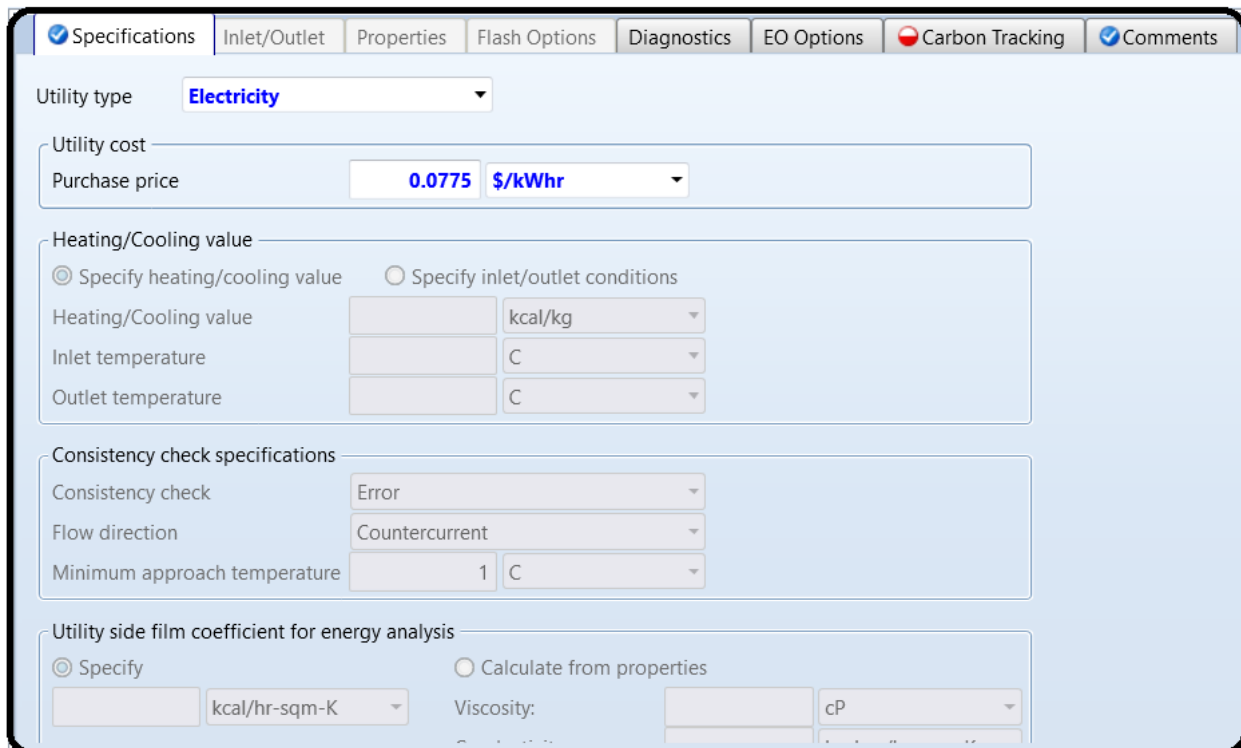 Specifications Inlet/Outlet Properties Flash Options Diagnostics EO Options Carbon Tracking Comments
Utility type Electricity
Utility cost
Purchase price 0.0775 $/kWhr
Heating/Cooling value
Specify heating/cooling value Specify inlet/outlet conditions
Heating/Cooling value kcal/kg
Inlet temperature C
Outlet temperature C
Consistency check specifications
Consistency check Error
Flow direction Countercurrent
Minimum approach temperature 1 C
Utility side film coefficient for energy analysis
Specify Calculate from properties
kcal/hr-sqm-K Viscosity: cP